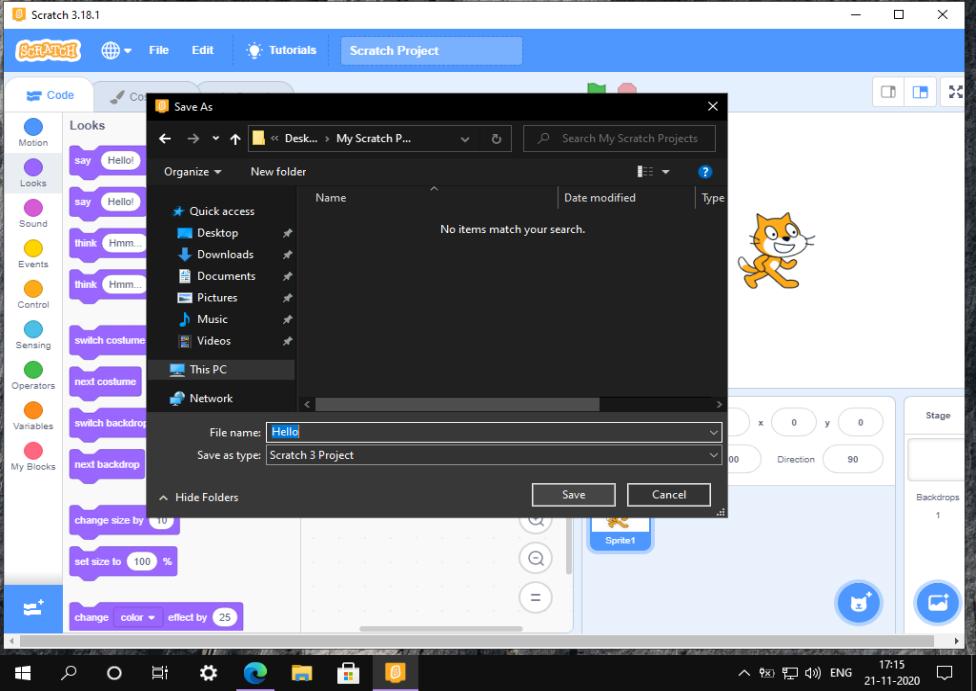 Scratch 3.18.1
SCRATCH
File
Edit
Tutorials
Scratch Project
Code
Motion
Looks
Sound
Events
Control
Sensing
Operators
Variables
My Blocks
Looks
say Hello!
say Hello!
think Hmm...
think Hmm...
switch costume
next costume
switch backdrop
next backdrop
change size by 10
set size to 100 %
change color effect by 25
Save As
« Desk... › My Scratch P...
Search My Scratch Projects
Organize
New folder
?
Quick access
Desktop
Downloads
Documents
Pictures
Music
Videos
This PC
Network
Name
Date modified
Type
No items match your search.
File name: Hello
Save as type: Scratch 3 Project
Hide Folders
Save
Cancel
x 0 y 0
Direction 90
Sprite1
Stage
Backdrops
1
ENG
17:15
21-11-2020